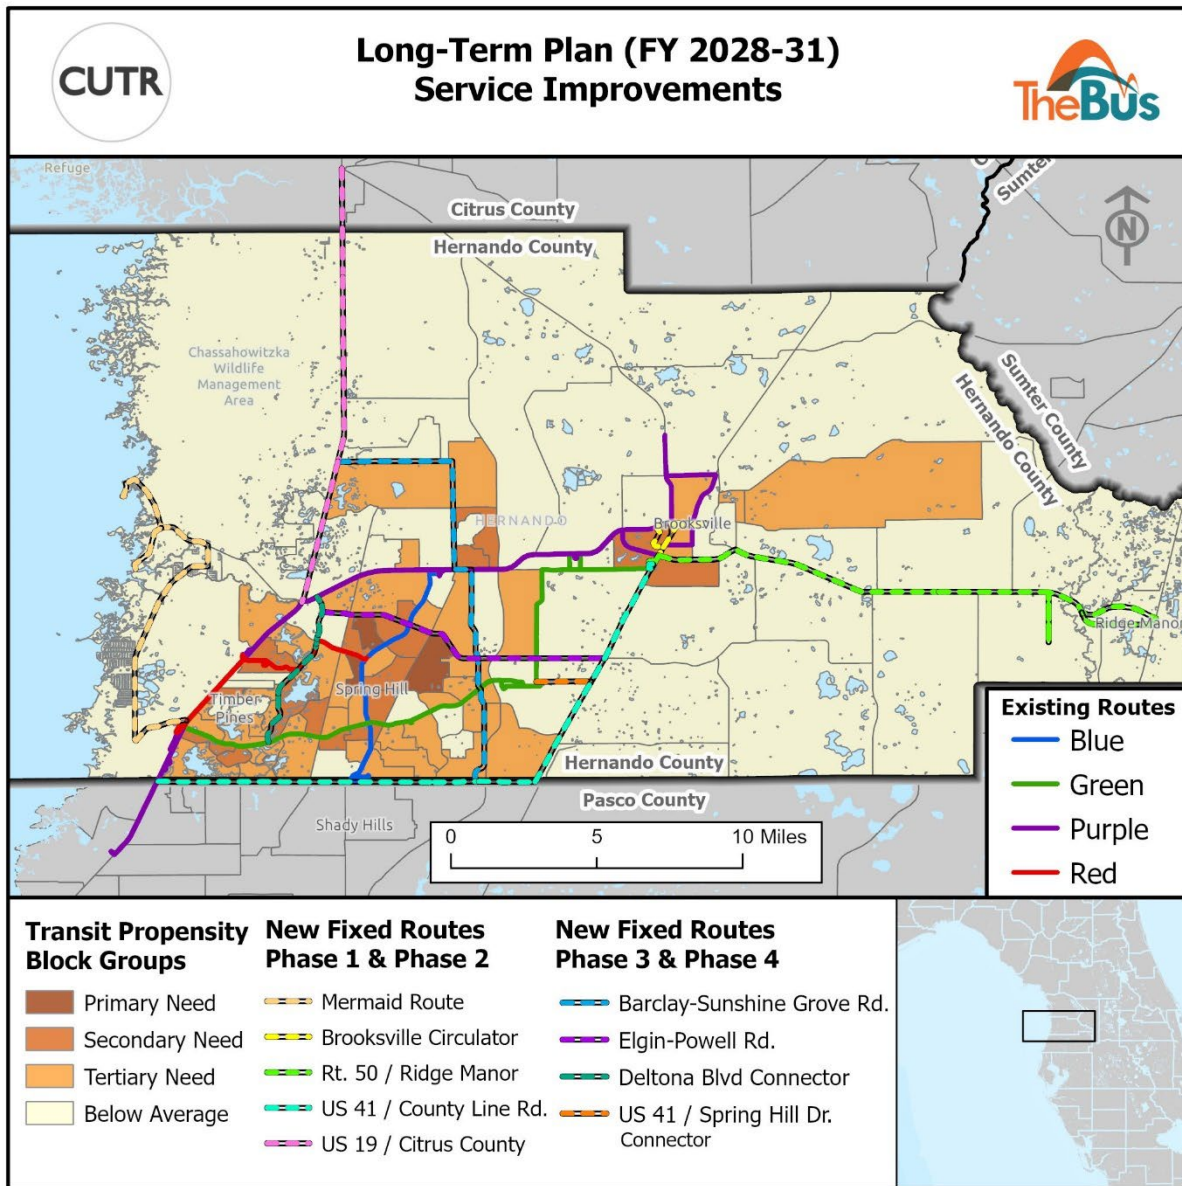 CUTR
Long-Term Plan (FY 2028-31)
Service Improvements
TheBus
Refuge
Citrus County
Hernando County
Sumter
N
Chassahowitzka
Wildlife
Management
Area
Sumter County
Hernando County
HERNANDO
Brooksville
Ridge Manor
Spring Hill
Timber
Pines
Hernando County
Pasco County
Shady Hills
0 5 10 Miles
Existing Routes
Blue
Green
Purple
Red
Transit Propensity
Block Groups
Primary Need
Secondary Need
Tertiary Need
Below Average
New Fixed Routes
Phase 1 & Phase 2
Mermaid Route
Brooksville Circulator
Rt. 50 / Ridge Manor
US 41 / County Line Rd.
US 19 / Citrus County
New Fixed Routes
Phase 3 & Phase 4
Barclay-Sunshine Grove Rd.
Elgin-Powell Rd.
Deltona Blvd Connector
US 41 / Spring Hill Dr.
Connector